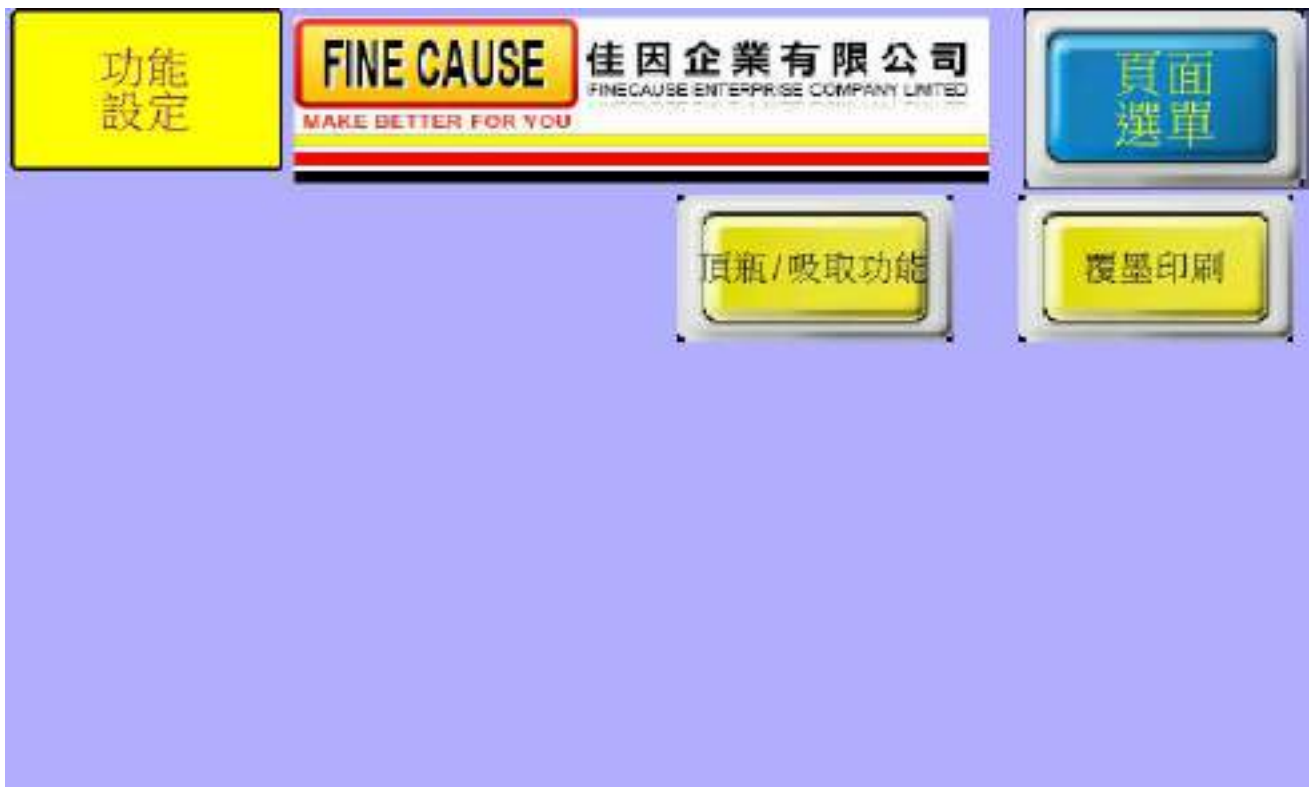 功能
設定
FINE CAUSE
MAKE BETTER FOR YOU
佳因企業有限公司
FINECAUSE ENTERPRISE COMPANY LIMITED
頁面
選單
頂瓶/吸取功能
覆墨印刷